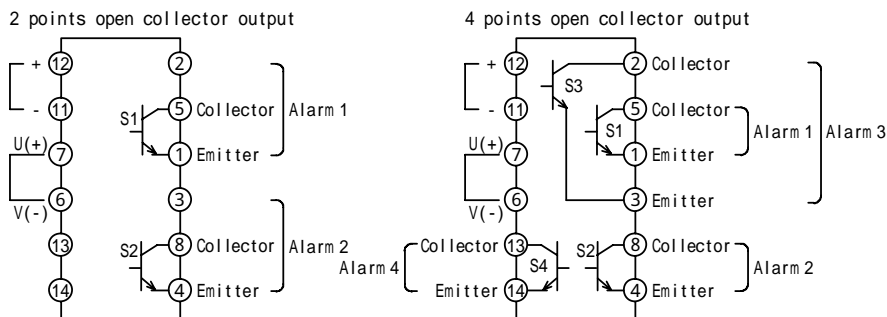 2 points open collector output
+ 12 2
- 11 5 Collector Alarm 1
S1
U(+) 7 1 Emitter
6 3
V(-)
13 S2 8 Collector Alarm 2
14 4 Emitter
4 points open collector output
+ 12 2 Collector
S3
- 11 5 Collector
S1 Alarm 1 Alarm 3
U(+) 7 1 Emitter
6 3 Emitter
V(-)
Collector 13 S2 8 Collector
Alarm 4 S4 Alarm 2
Emitter 14 4 Emitter